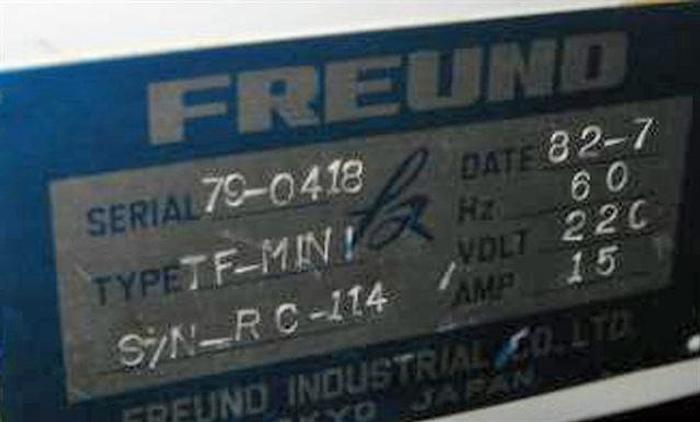 FREUND
SERIAL 79-0418 DATE 82-7
Hz 60
TYPE TF-MINI VOLT 220
S/N-RC-114 AMP 15
FREUND INDUSTRIAL CO., LTD.
TOKYO JAPAN